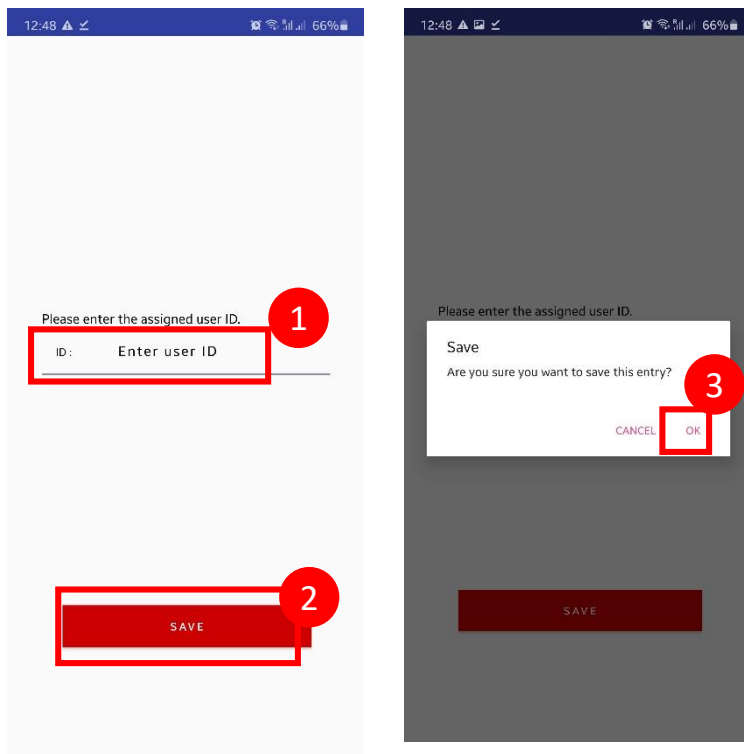 12:48 66%
Please enter the assigned user ID.
1
ID : Enter user ID
2
SAVE
12:48 66%
Please enter the assigned user ID.
Save
Are you sure you want to save this entry?
3
CANCEL OK
SAVE